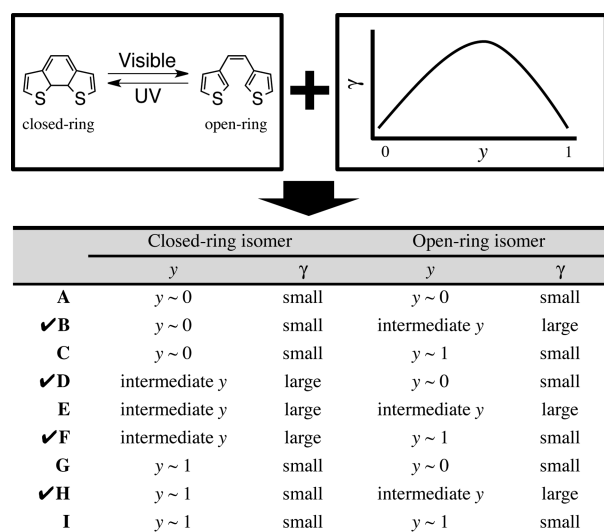 Visible
UV
S S
S S
closed-ring
open-ring
+
γ
0 y 1
Closed-ring isomer Open-ring isomer
y γ y γ
A y ~ 0 small y ~ 0 small
✔B y ~ 0 small intermediate y large
C y ~ 0 small y ~ 1 small
✔D intermediate y large y ~ 0 small
E intermediate y large intermediate y large
✔F intermediate y large y ~ 1 small
G y ~ 1 small y ~ 0 small
✔H y ~ 1 small intermediate y large
I y ~ 1 small y ~ 1 small